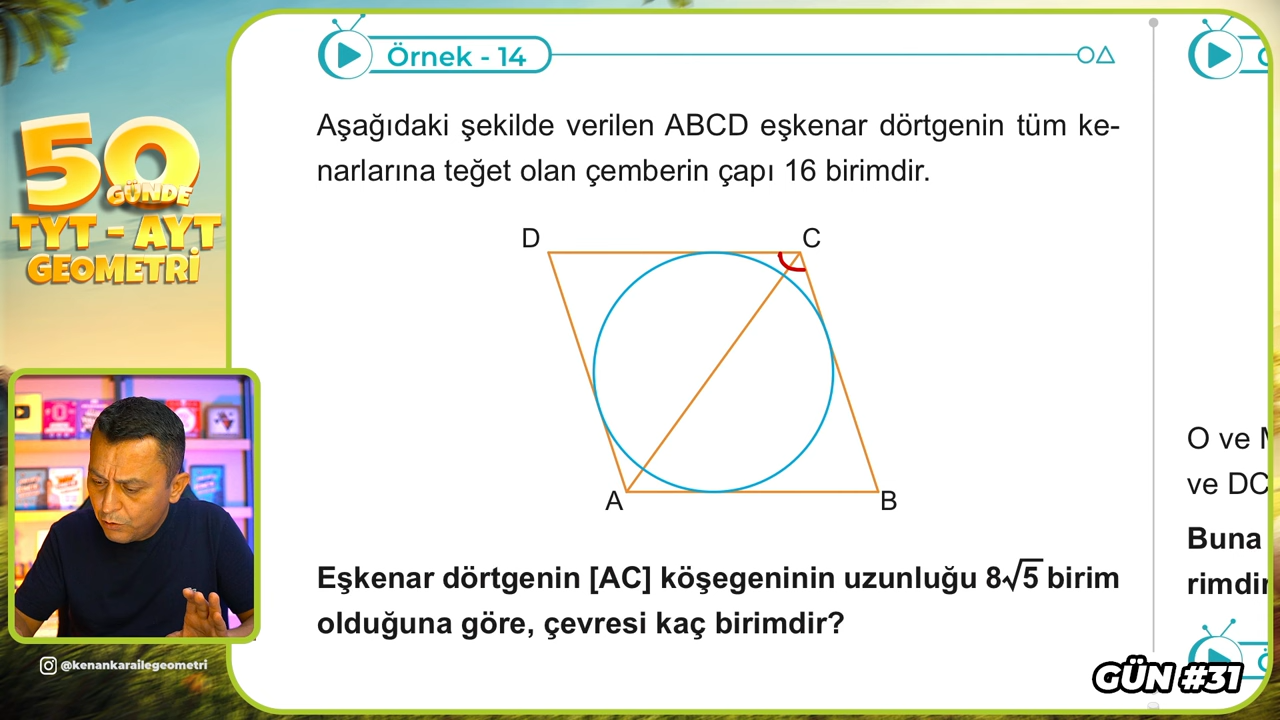 50
GÜNDE
TYT - AYT
GEOMETRİ
Örnek - 14
Aşağıdaki şekilde verilen ABCD eşkenar dörtgenin tüm ke-
narlarına teğet olan çemberin çapı 16 birimdir.
D
C
A
B
Eşkenar dörtgenin [AC] köşegeninin uzunluğu 8√5 birim
olduğuna göre, çevresi kaç birimdir?
O ve
ve DC
Buna
rimdir
@kenankarailegeometri
GÜN #31